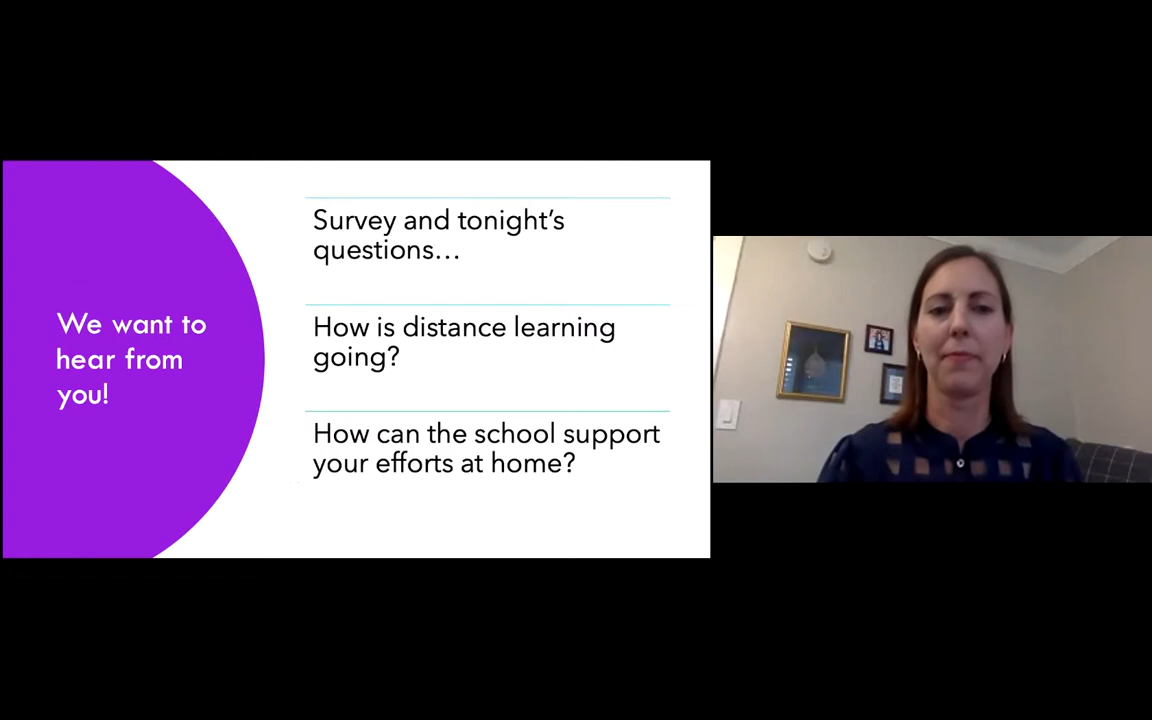 We want to
hear from
you!
Survey and tonight’s
questions…
How is distance learning
going?
How can the school support
your efforts at home?